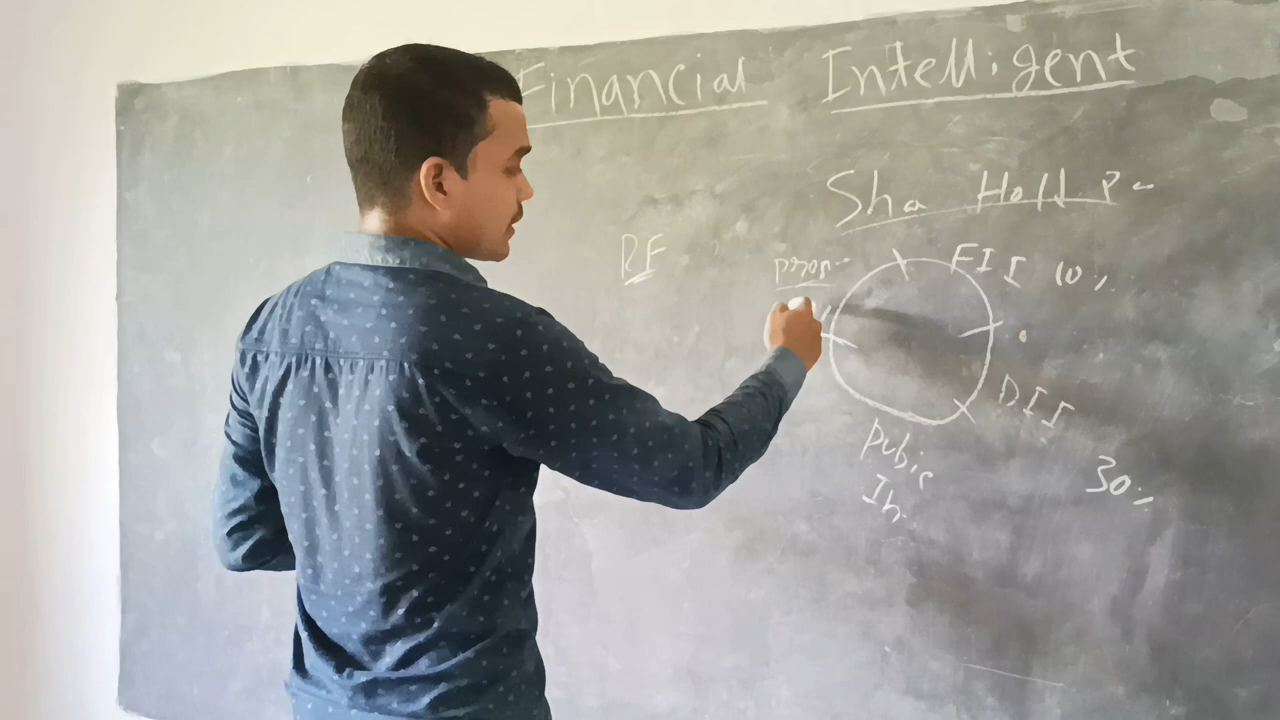 Financial Intelligent
Sha Hold P-
RF
FII 10%
DII
Pubic
In.
30%